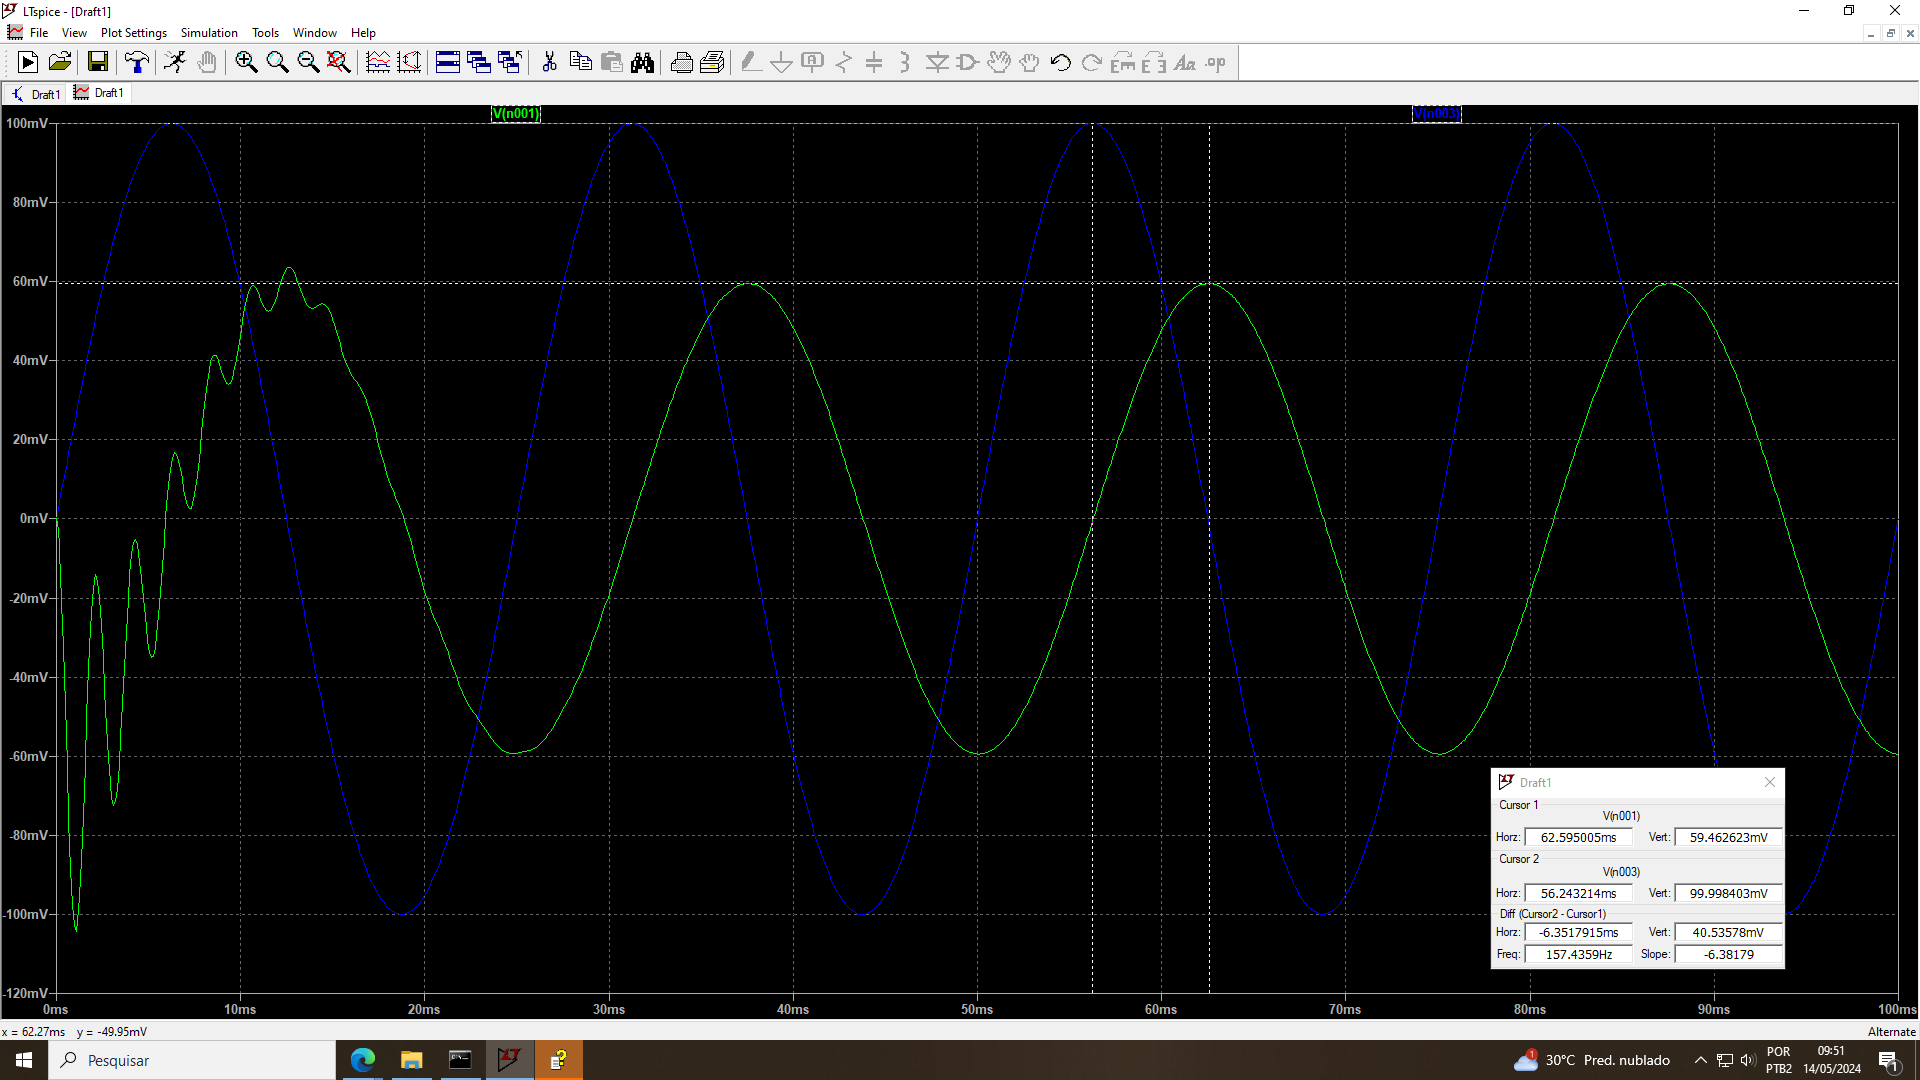 LTspice - [Draft1]
File View Plot Settings Simulation Tools Window Help
Draft1 Draft1
V(n001) V(n003)
100mV
80mV
60mV
40mV
20mV
0mV
-20mV
-40mV
-60mV
-80mV
-100mV
-120mV
0ms 10ms 20ms 30ms 40ms 50ms 60ms 70ms 80ms 90ms 100ms
Draft1
Cursor 1
V(n001)
Horz: 62.595005ms Vert: 59.462623mV
Cursor 2
V(n003)
Horz: 56.243214ms Vert: 99.998403mV
Diff (Cursor2 - Cursor1)
Horz: -6.3517915ms Vert: 40.53578mV
Freq: 157.4359Hz Slope: -6.38179
x = 62.27ms y = -49.95mV Alternate
Pesquisar
1 30°C Pred. nublado
POR 09:51
PTB2 14/05/2024 1